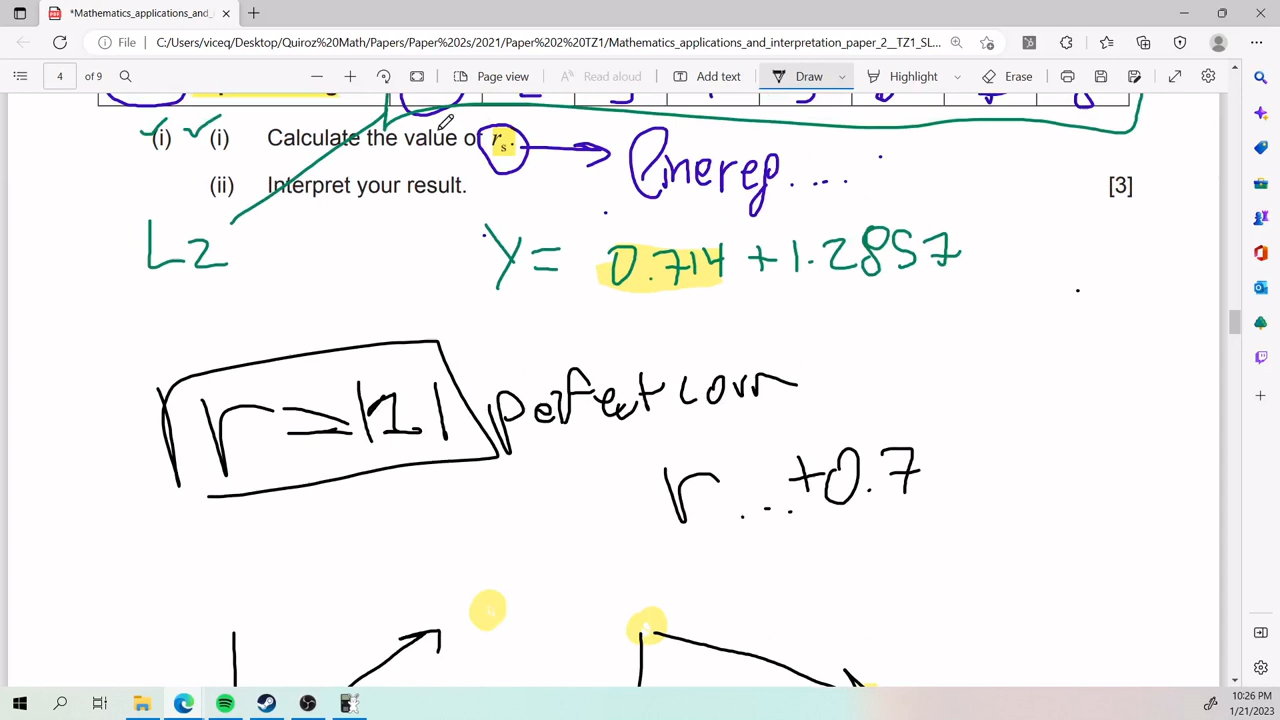 *Mathematics_applications_and_i
File
C:/Users/viceq/Desktop/Quiroz%20Math/Papers/Paper%202s/2021/Paper%202%20TZ1/Mathematics_applications_and_interpretation_paper_2__TZ1_SL...
4 of 9
Page view
Read aloud
Add text
Draw
Highlight
Erase
(i) (i) Calculate the value of rs.
Linereg....
(ii) Interpret your result. [3]
L2
y = 0.714 + 1.2857
r = |1| perfect corr
r ... +0.7
10:26 PM
1/21/2023